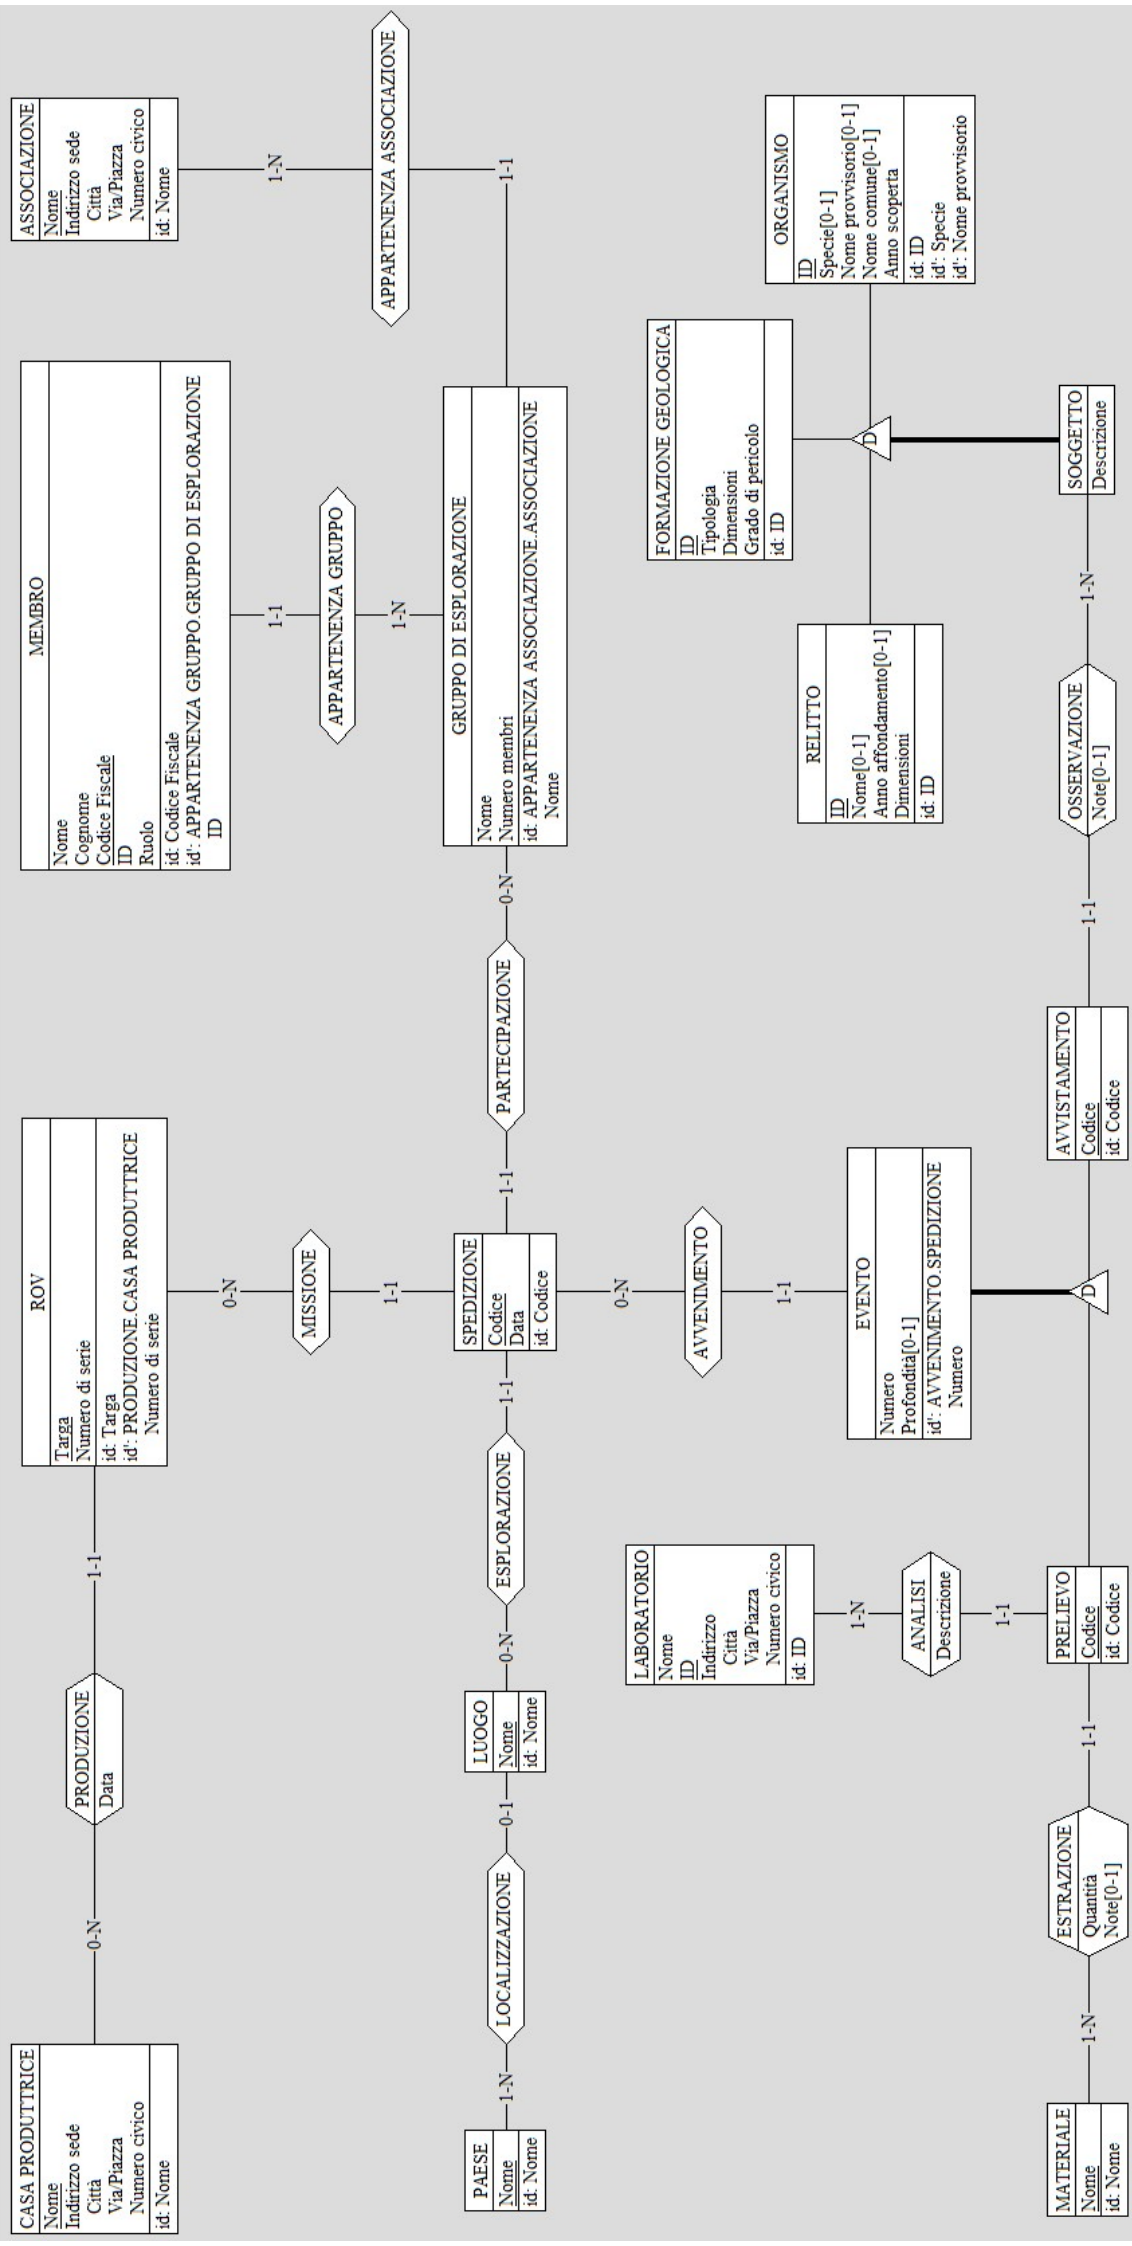 CASA PRODUTTRICE
Nome
Indirizzo sede
Città
Via/Piazza
Numero civico
id: Nome
0-N
PRODUZIONE
Data
1-1
ROV
Targa
Numero di serie
id: Targa
id': PRODUZIONE.CASA PRODUTTRICE
Numero di serie
MEMBRO
Nome
Cognome
Codice Fiscale
ID
Ruolo
id: Codice Fiscale
id': APPARTENENZA GRUPPO.GRUPPO DI ESPLORAZIONE
ID
ASSOCIAZIONE
Nome
Indirizzo sede
Città
Via/Piazza
Numero civico
id: Nome
0-N
MISSIONE
1-1
1-1
APPARTENENZA GRUPPO
1-N
1-N
APPARTENENZA ASSOCIAZIONE
1-1
PAESE
Nome
id: Nome
1-N
LOCALIZZAZIONE
0-1
LUOGO
Nome
id: Nome
0-N
ESPLORAZIONE
1-1
SPEDIZIONE
Codice
Data
id: Codice
1-1
PARTECIPAZIONE
0-N
GRUPPO DI ESPLORAZIONE
Nome
Numero membri
id: APPARTENENZA ASSOCIAZIONE.ASSOCIAZIONE
Nome
0-N
AVVENIMENTO
1-1
LABORATORIO
Nome
ID
Indirizzo
Città
Via/Piazza
Numero civico
id: ID
1-N
ANALISI
Descrizione
1-1
EVENTO
Numero
Profondità[0-1]
id': AVVENIMENTO.SPEDIZIONE
Numero
RELITTO
ID
Nome[0-1]
Anno affondamento[0-1]
Dimensioni
id: ID
FORMAZIONE GEOLOGICA
ID
Tipologia
Dimensioni
Grado di pericolo
id: ID
ORGANISMO
ID
Specie[0-1]
Nome provvisorio[0-1]
Nome comune[0-1]
Anno scoperta
id: ID
id': Specie
id': Nome provvisorio
D
MATERIALE
Nome
id: Nome
1-N
ESTRAZIONE
Quantità
Note[0-1]
1-1
PRELIEVO
Codice
id: Codice
D
AVVISTAMENTO
Codice
id: Codice
1-1
OSSERVAZIONE
Note[0-1]
1-N
SOGGETTO
Descrizione